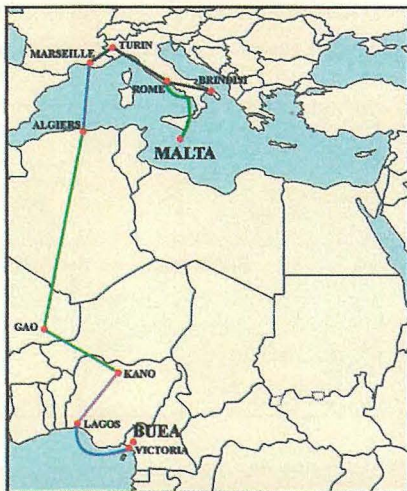 TURIN
MARSEILLE
BRINDISI
ROME
ALGIERS
MALTA
GAO
KANO
LAGOS
BUEA
VICTORIA